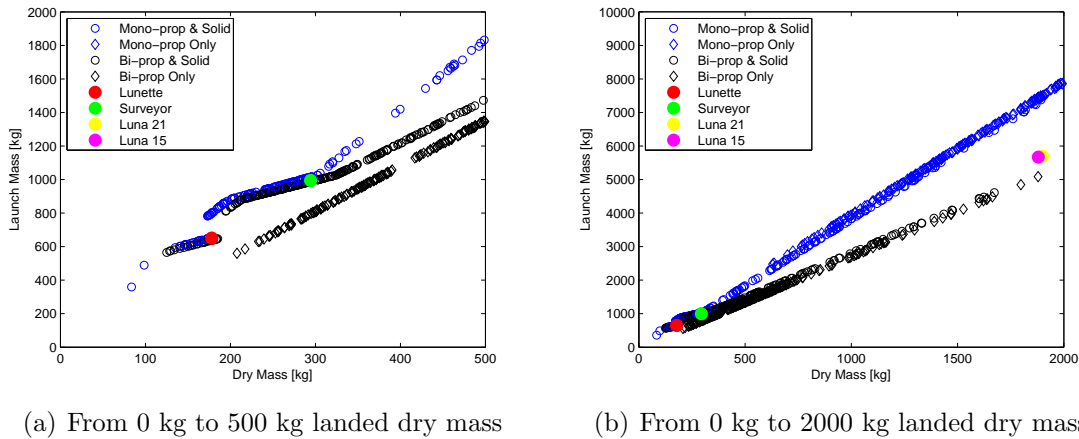 2000
1800
1600
1400
1200
1000
800
600
400
200
0
Launch Mass [kg]
Mono-prop & Solid
Mono-prop Only
Bi-prop & Solid
Bi-prop Only
Lunette
Surveyor
Luna 21
Luna 15
0 100 200 300 400 500
Dry Mass [kg]
(a) From 0 kg to 500 kg landed dry mass
10000
9000
8000
7000
6000
5000
4000
3000
2000
1000
0
Launch Mass [kg]
Mono-prop & Solid
Mono-prop Only
Bi-prop & Solid
Bi-prop Only
Lunette
Surveyor
Luna 21
Luna 15
0 500 1000 1500 2000
Dry Mass [kg]
(b) From 0 kg to 2000 kg landed dry mass